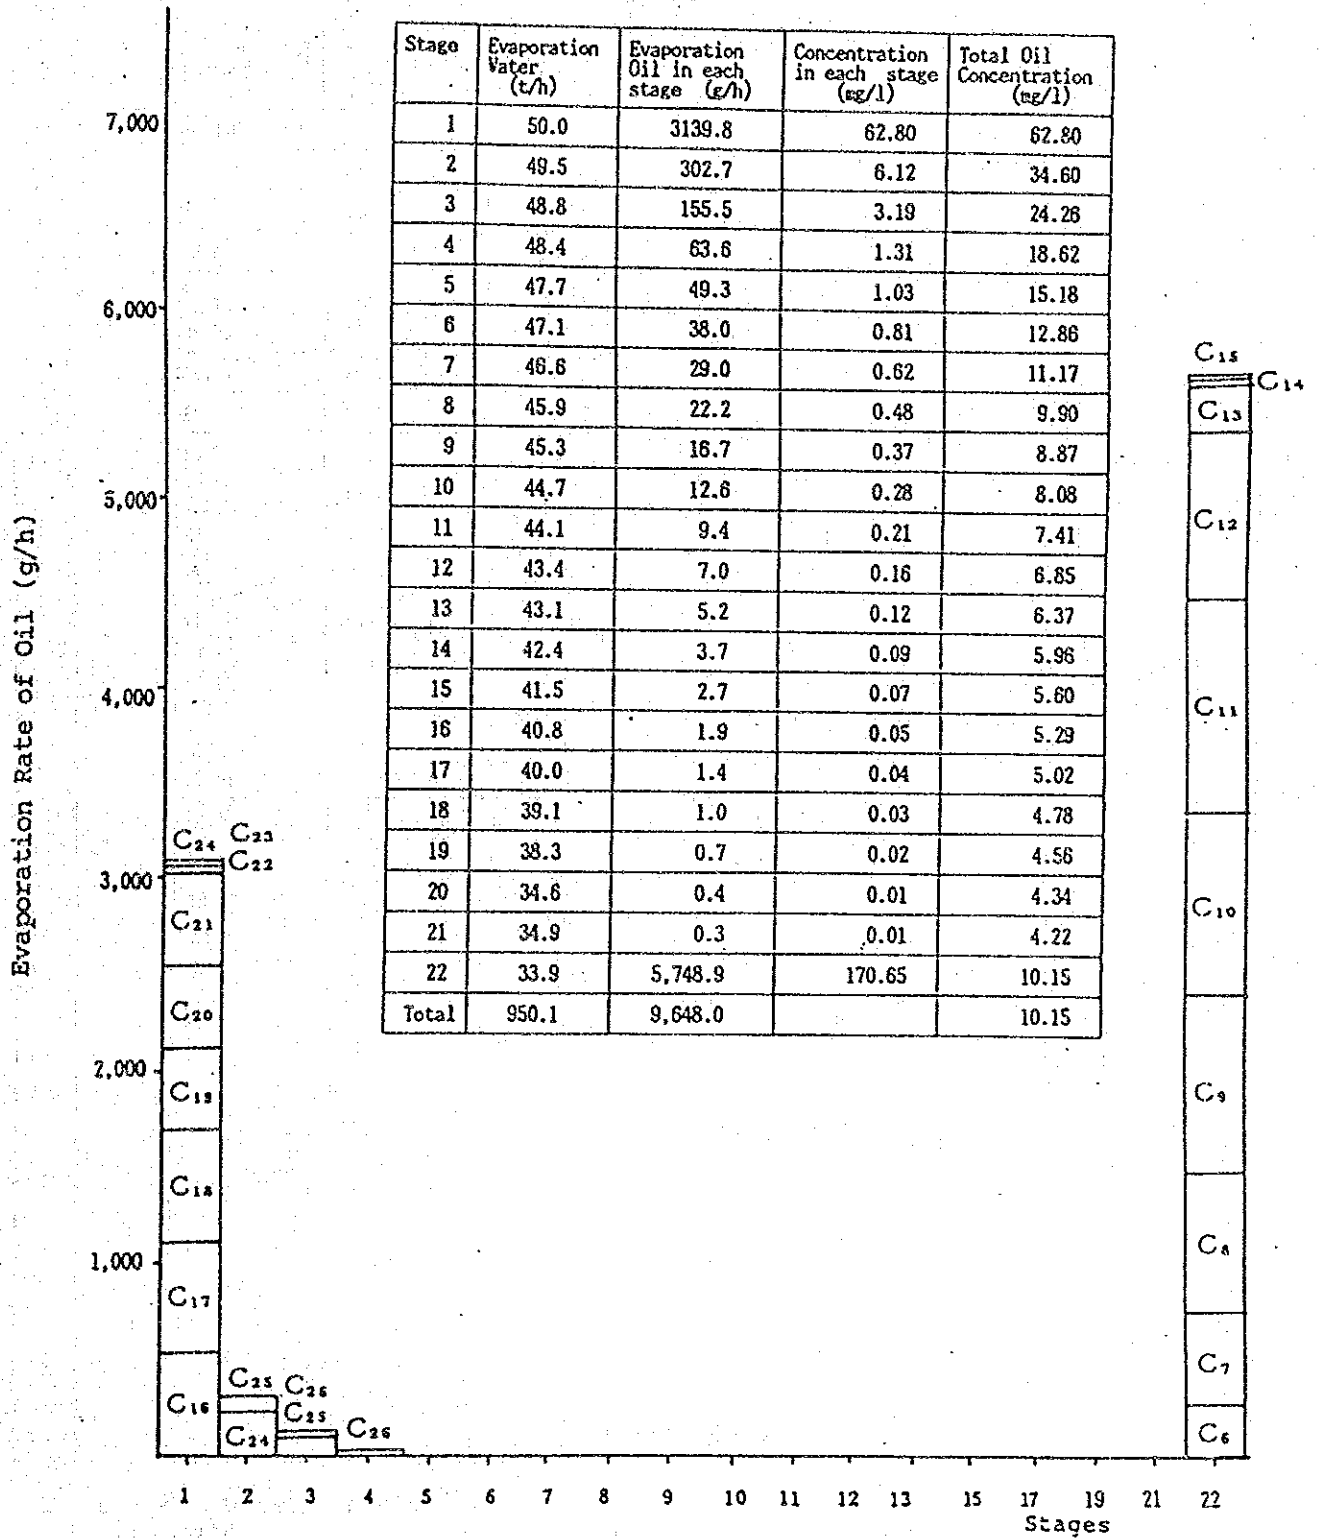 Stage Evaporation Water (t/h) Evaporation Oil in each stage (g/h) Concentration in each stage (mg/l) Total Oil Concentration (mg/l)
1 50.0 3139.8 62.80 62.80
2 49.5 302.7 6.12 34.60
3 48.8 155.5 3.19 24.26
4 48.4 63.6 1.31 18.62
5 47.7 49.3 1.03 15.18
6 47.1 38.0 0.81 12.86
7 46.6 29.0 0.62 11.17
8 45.9 22.2 0.48 9.90
9 45.3 16.7 0.37 8.87
10 44.7 12.6 0.28 8.08
11 44.1 9.4 0.21 7.41
12 43.4 7.0 0.16 6.85
13 43.1 5.2 0.12 6.37
14 42.4 3.7 0.09 5.96
15 41.5 2.7 0.07 5.60
16 40.8 1.9 0.05 5.29
17 40.0 1.4 0.04 5.02
18 39.1 1.0 0.03 4.78
19 38.3 0.7 0.02 4.56
20 34.6 0.4 0.01 4.34
21 34.9 0.3 0.01 4.22
22 33.9 5,748.9 170.65 10.15
Total 950.1 9,648.0 10.15
Evaporation Rate of Oil (g/h)
7,000
6,000
5,000
4,000
3,000
2,000
1,000
C24 C23
C22
C21
C20
C19
C18
C17
C16
C25
C24
C26
C25
C26
C15
C14
C13
C12
C11
C10
C9
C8
C7
C6
1 2 3 4 5 6 7 8 9 10 11 12 13 15 17 19 21 22
Stages